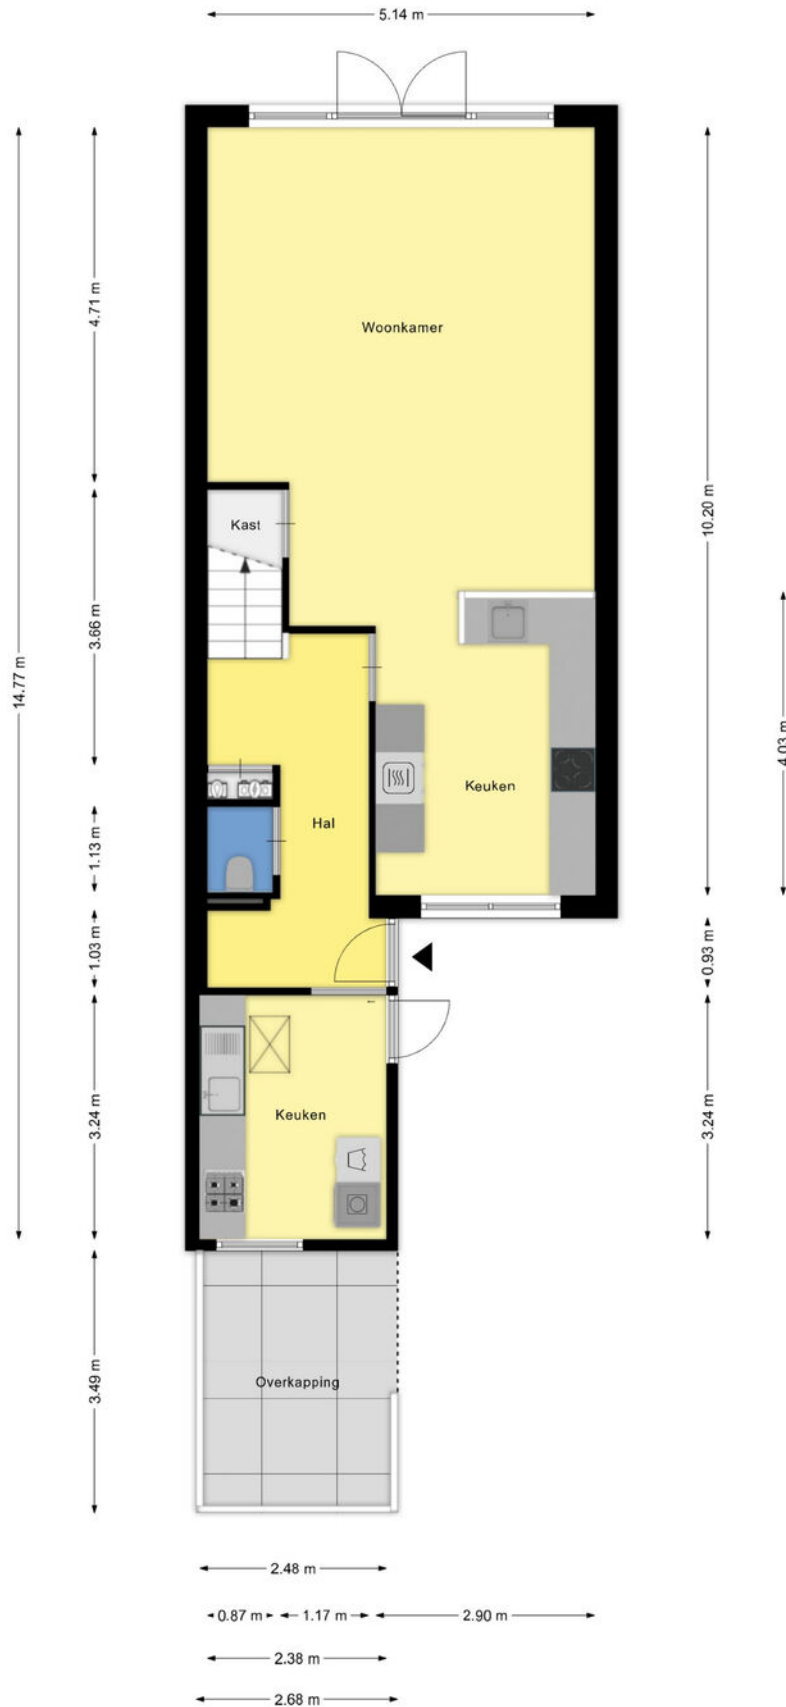 5.14 m
4.71 m
Woonkamer
10.20 m
Kast
3.66 m
14.77 m
4.03 m
Keuken
Hal
1.13 m
1.03 m
0.93 m
3.24 m
Keuken
3.24 m
3.49 m
Overkapping
2.48 m
0.87 m
1.17 m
2.90 m
2.38 m
2.68 m